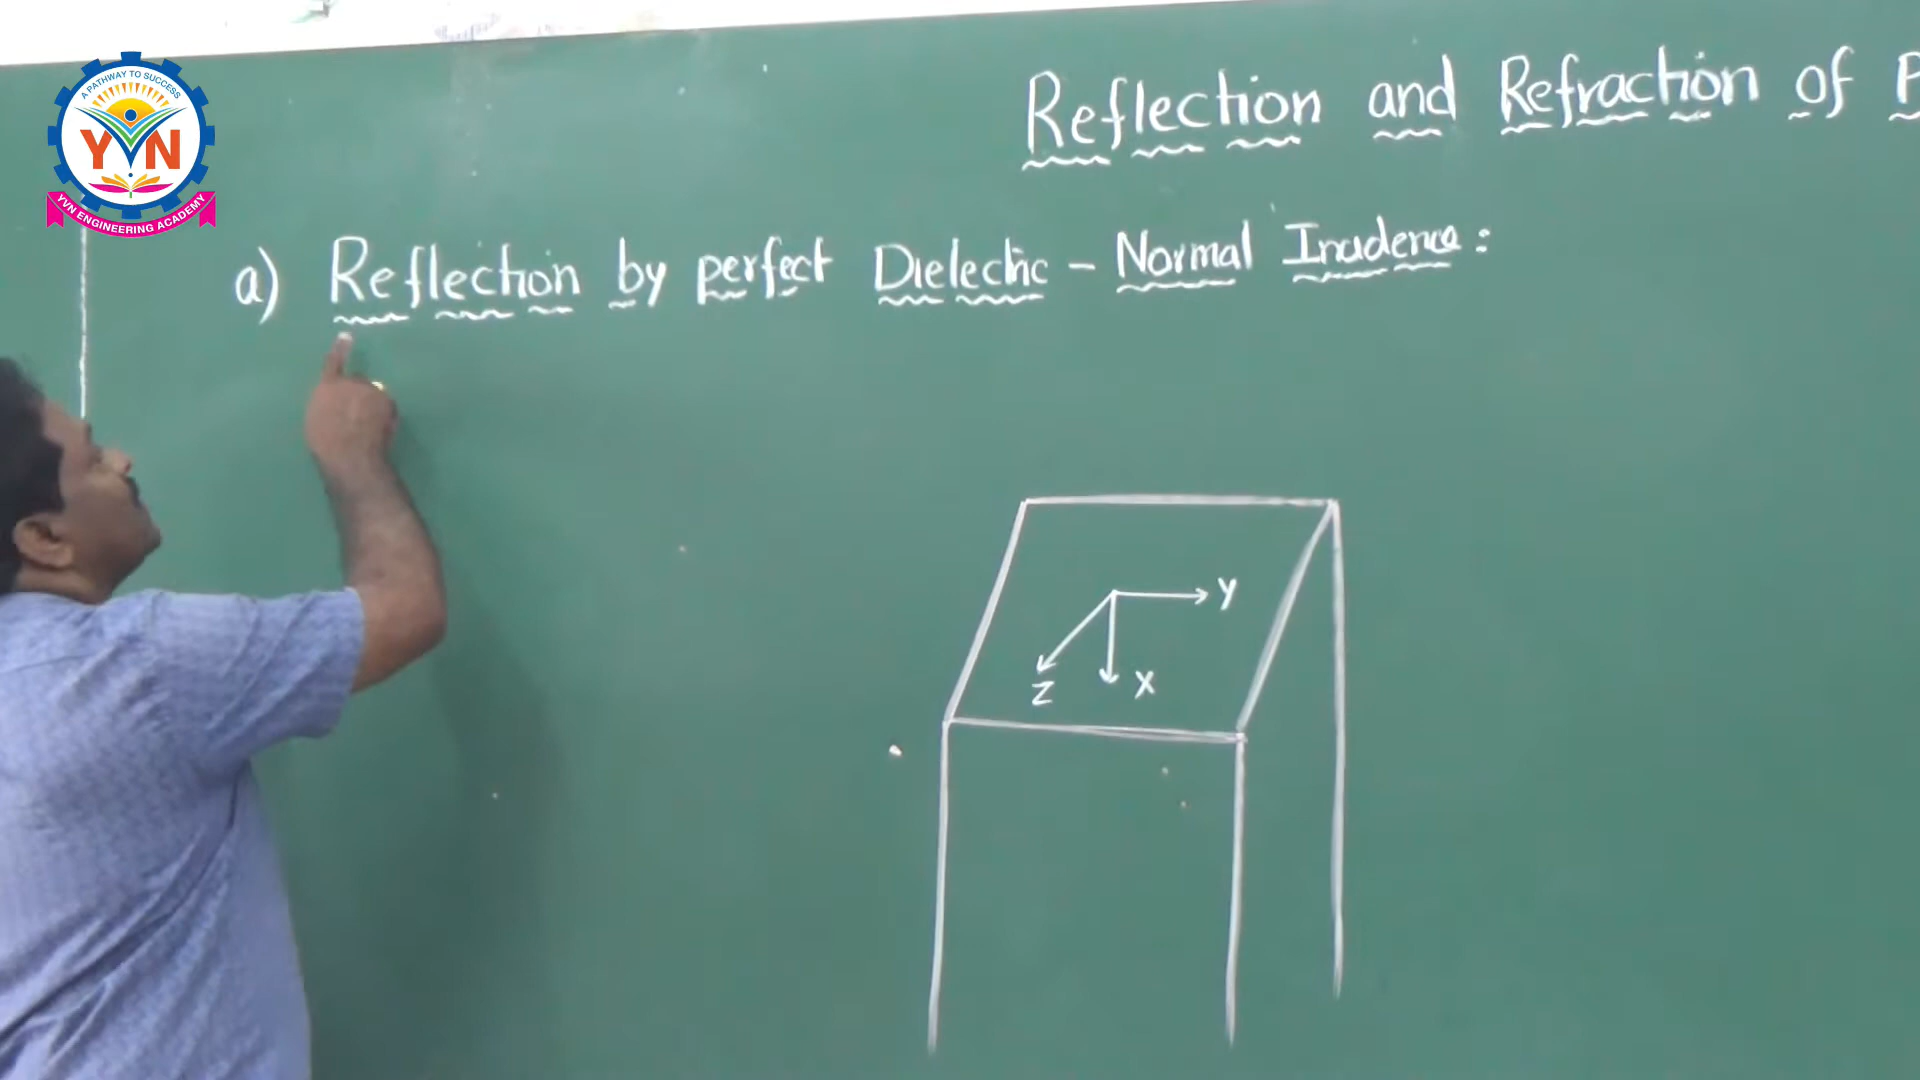 A PATHWAY TO SUCCESS
YVN
YVN ENGINEERING ACADEMY
Reflection and Refraction of
a) Reflection by perfect Dielectric - Normal Incidence :
Y
Z
X